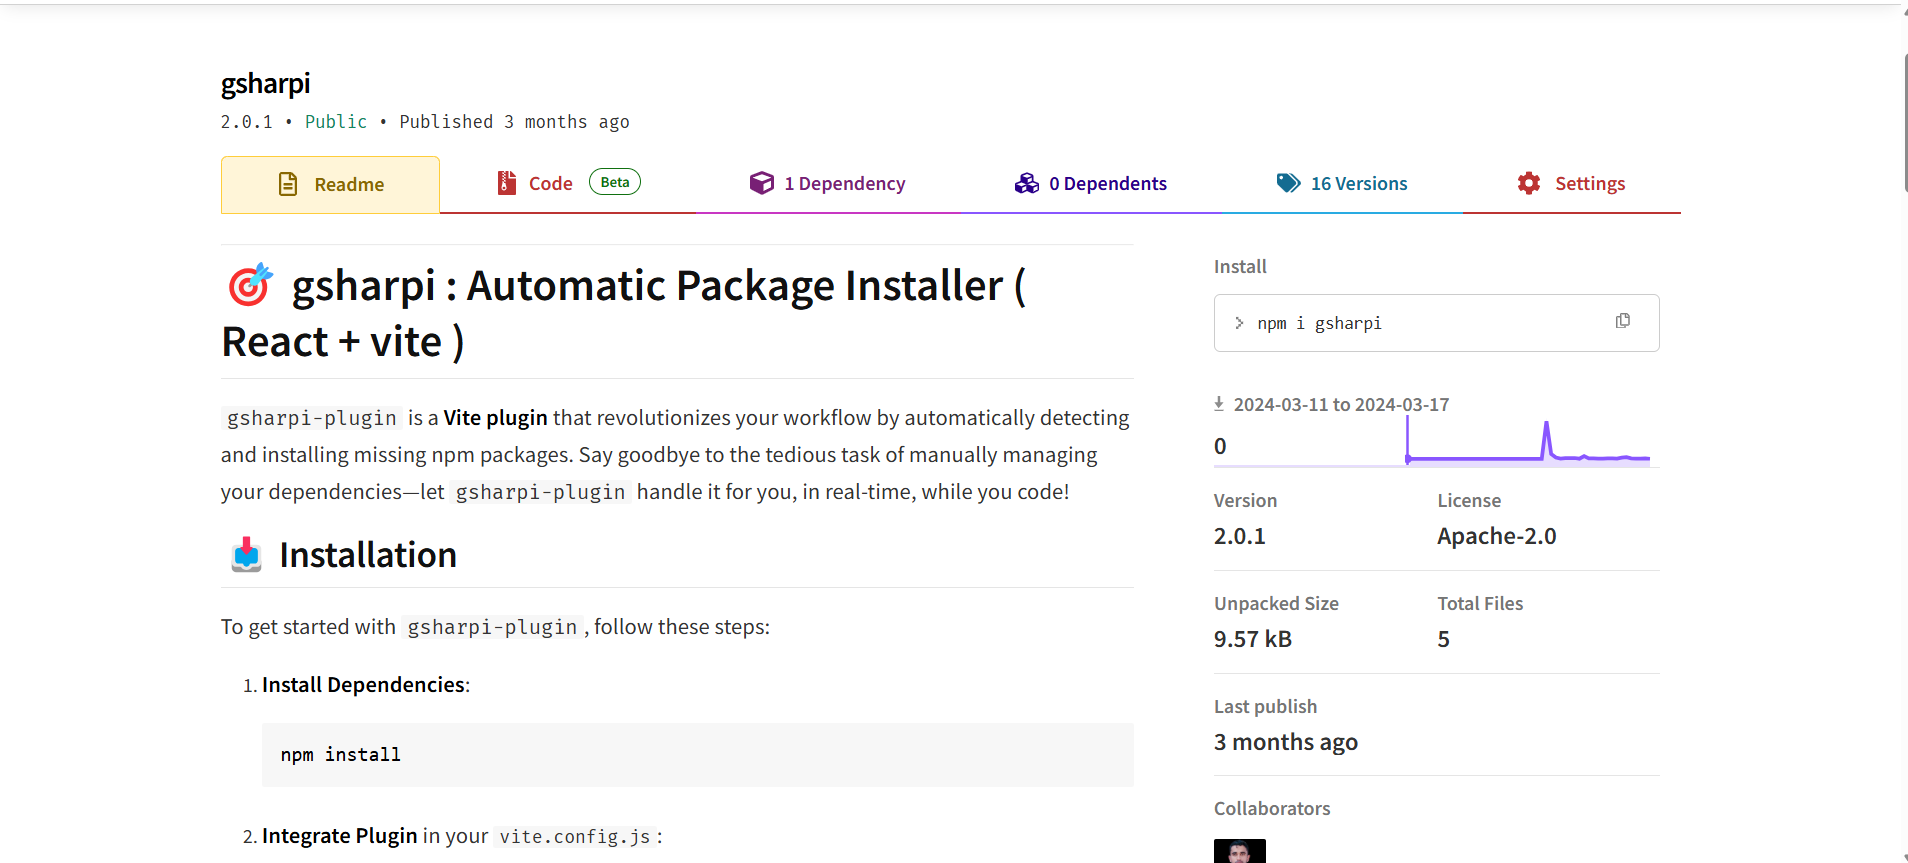 gsharpi
2.0.1 • Public • Published 3 months ago
Readme
Code Beta
1 Dependency
0 Dependents
16 Versions
Settings
🎯 gsharpi : Automatic Package Installer (
React + vite )
gsharpi-plugin is a Vite plugin that revolutionizes your workflow by automatically detecting
and installing missing npm packages. Say goodbye to the tedious task of manually managing
your dependencies—let gsharpi-plugin handle it for you, in real-time, while you code!
📥 Installation
To get started with gsharpi-plugin, follow these steps:
1. Install Dependencies:
npm install
2. Integrate Plugin in your vite.config.js:
Install
> npm i gsharpi
2024-03-11 to 2024-03-17
0
Version
2.0.1
License
Apache-2.0
Unpacked Size
9.57 kB
Total Files
5
Last publish
3 months ago
Collaborators